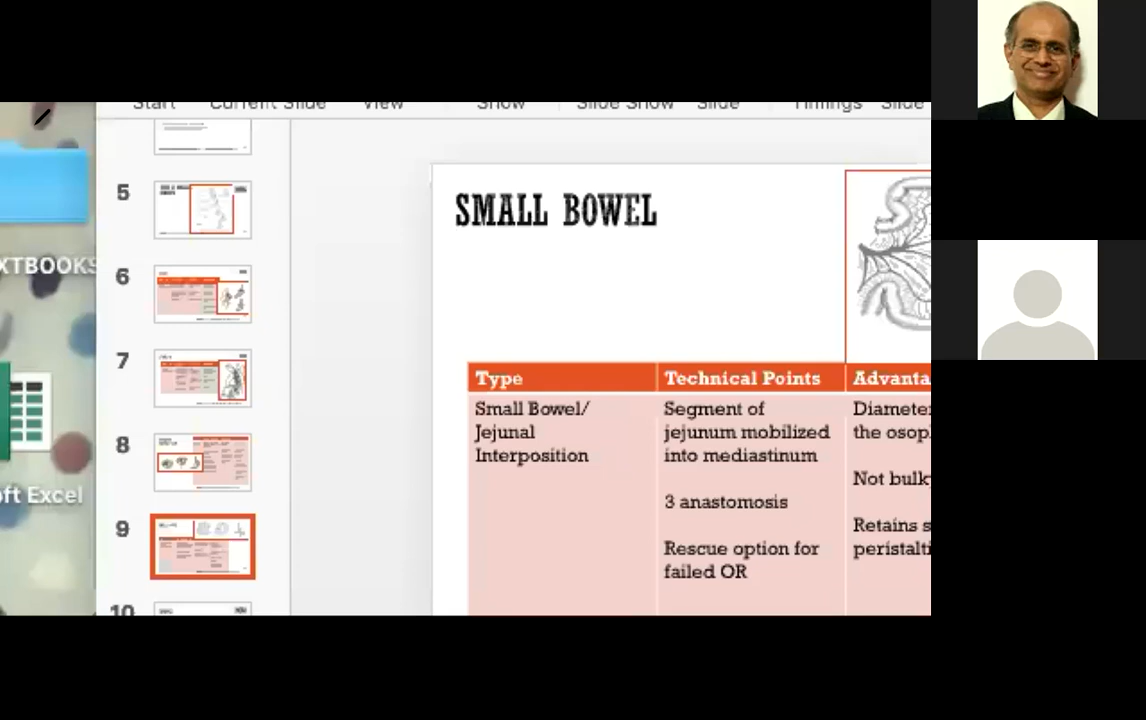 Start Current Slide View Show Slide Show Slide Timings Slide
5
6
7
8
9
10
XTBOOKS
ft Excel
SMALL BOWEL
Type Technical Points Advanta
Small Bowel/
Jejunal
Interposition
Segment of
jejunum mobilized
into mediastinum
3 anastomosis
Rescue option for
failed OR
Diameter
the osop
Not bulk
Retains s
peristalti